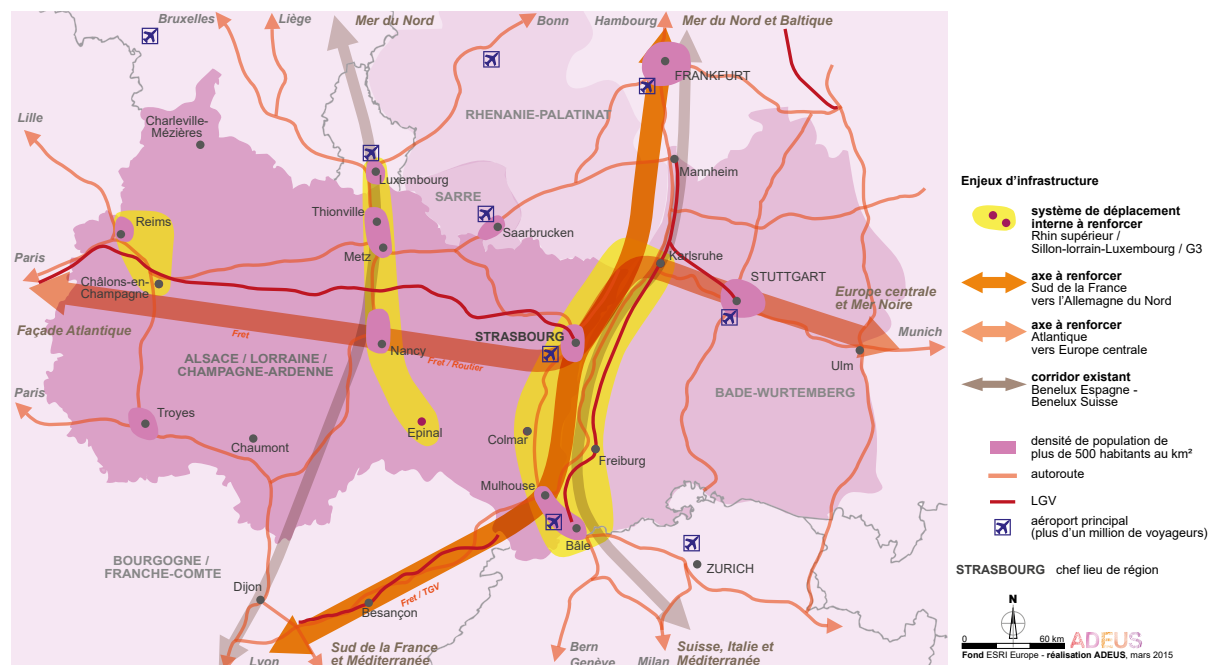 Bruxelles
Liège
Mer du Nord
Bonn
Hambourg
Mer du Nord et Baltique
FRANKFURT
RHENANIE-PALATINAT
Lille
Charleville-
Mézières
Mannheim
Luxembourg
SARRE
Thionville
Reims
Saarbrucken
Metz
Karlsruhe
Paris
Châlons-en-
Champagne
STUTTGART
Europe centrale
et Mer Noire
Façade Atlantique
Fret
STRASBOURG
Munich
Nancy
Fret / Routier
ALSACE / LORRAINE /
CHAMPAGNE-ARDENNE
Ulm
Paris
BADE-WURTEMBERG
Troyes
Epinal
Colmar
Chaumont
Freiburg
Mulhouse
Bâle
BOURGOGNE /
FRANCHE-COMTE
ZURICH
Dijon
Fret / TGV
Besançon
Lyon
Sud de la France
et Méditerranée
Bern
Genève
Milan
Suisse, Italie et
Méditerranée
Enjeux d'infrastructure
système de déplacement
interne à renforcer
Rhin supérieur /
Sillon-lorrain-Luxembourg / G3
axe à renforcer
Sud de la France
vers l'Allemagne du Nord
axe à renforcer
Atlantique
vers Europe centrale
corridor existant
Benelux Espagne -
Benelux Suisse
densité de population de
plus de 500 habitants au km²
autoroute
LGV
aéroport principal
(plus d'un million de voyageurs)
STRASBOURG chef lieu de région
N
0 60 km
ADEUS
Fond ESRI Europe - réalisation ADEUS, mars 2015